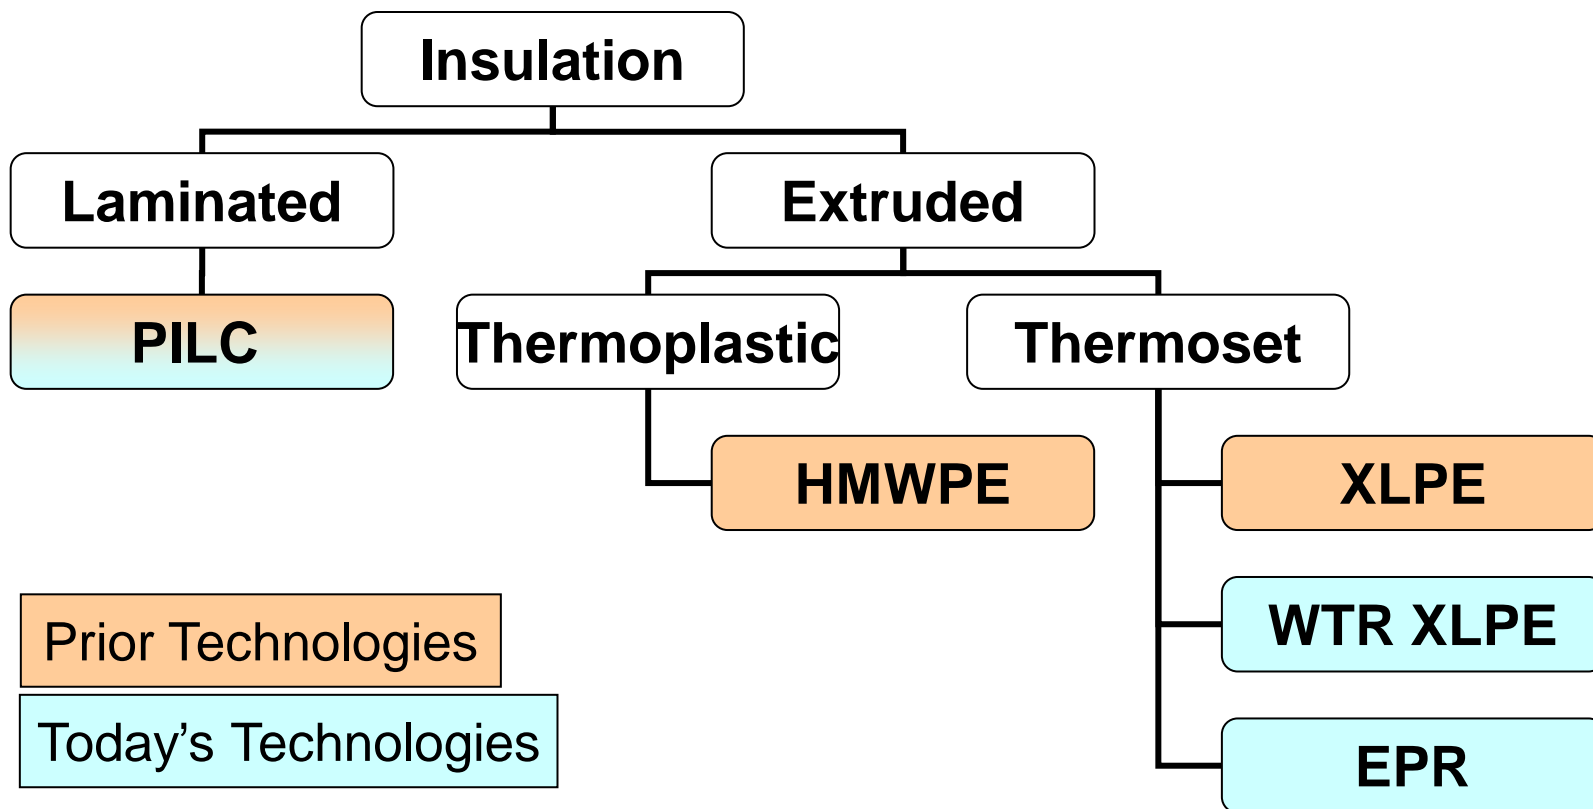 Insulation
Laminated
Extruded
PILC
Thermoplastic
Thermoset
HMWPE
XLPE
WTR XLPE
EPR
Prior Technologies
Today’s Technologies